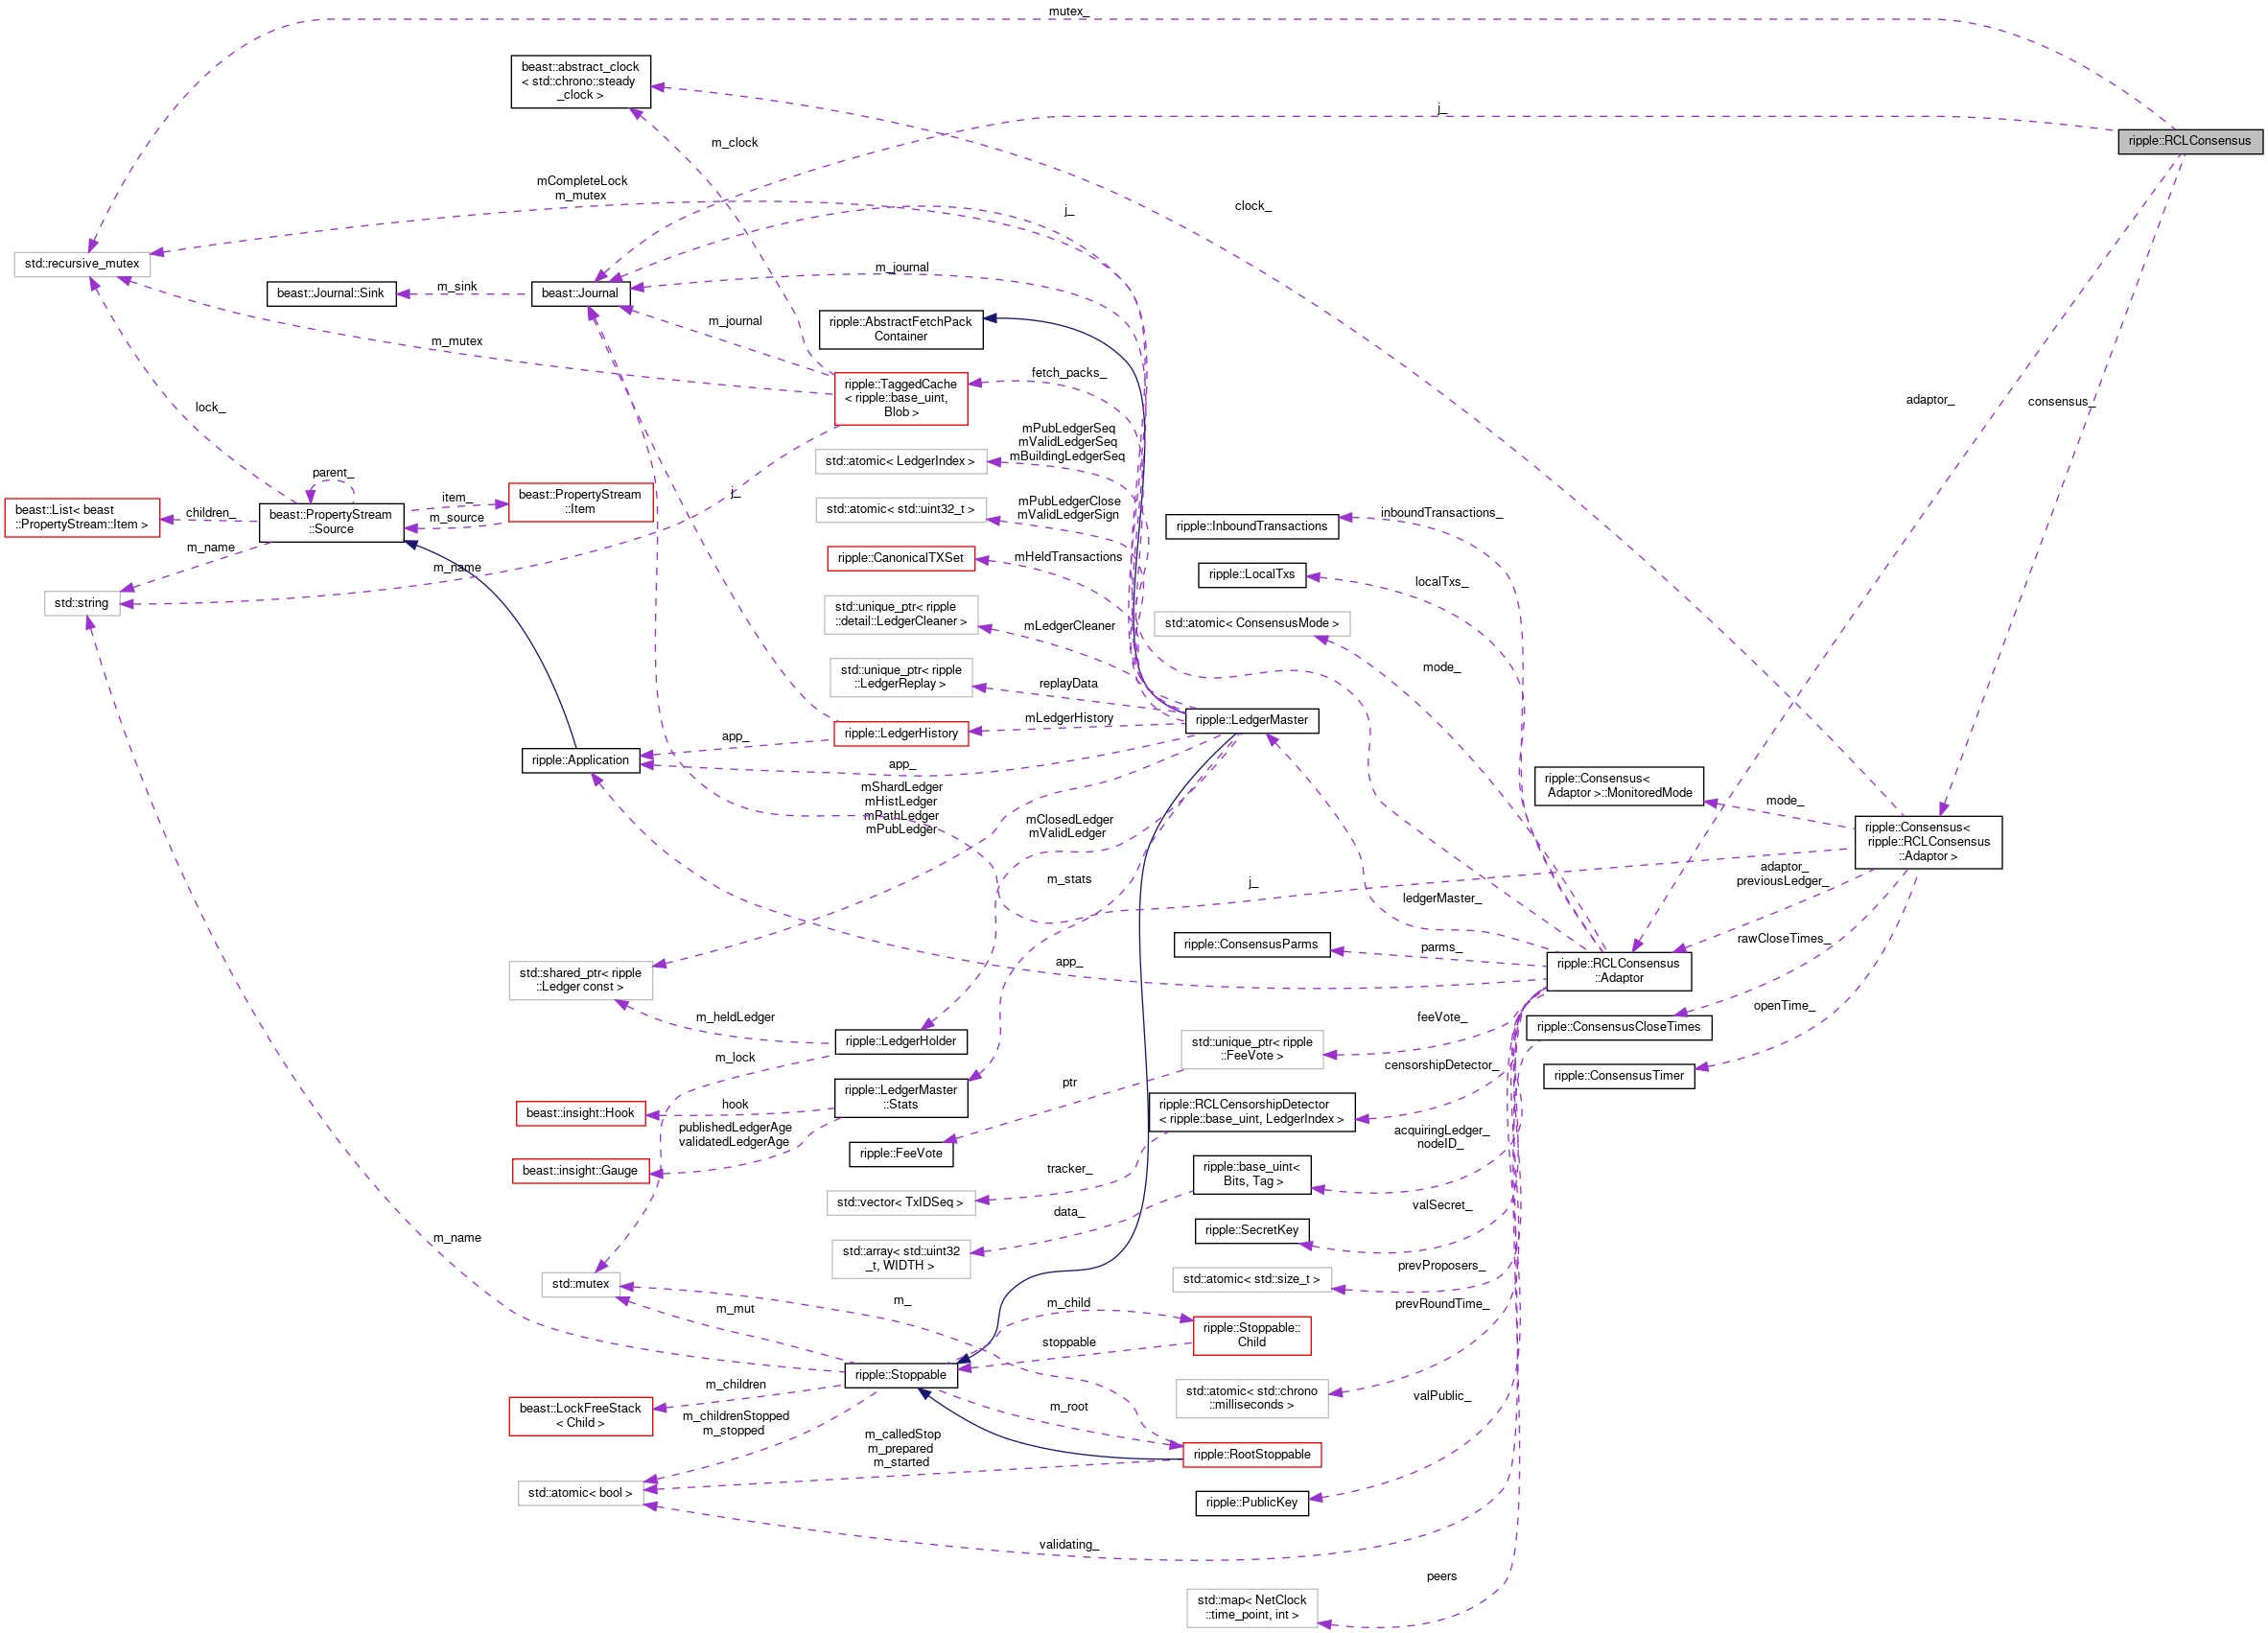 mutex_
beast::abstract_clock
< std::chrono::steady
_clock >
j_
m_clock
ripple::RCLConsensus
mCompleteLock
m_mutex
j_
clock_
std::recursive_mutex
m_journal
beast::Journal::Sink
m_sink
beast::Journal
ripple::AbstractFetchPack
Container
m_journal
m_mutex
fetch_packs_
ripple::TaggedCache
< ripple::base_uint,
Blob >
adaptor_
consensus_
lock_
mPubLedgerSeq
mValidLedgerSeq
mBuildingLedgerSeq
std::atomic< LedgerIndex >
parent_
item_
beast::PropertyStream
::Item
j_
beast::List< beast
::PropertyStream::Item >
children_
beast::PropertyStream
::Source
m_source
std::atomic< std::uint32_t >
mPubLedgerClose
mValidLedgerSign
inboundTransactions_
ripple::InboundTransactions
m_name
ripple::CanonicalTXSet
mHeldTransactions
m_name
ripple::LocalTxs
localTxs_
std::string
std::unique_ptr< ripple
::detail::LedgerCleaner >
mLedgerCleaner
std::atomic< ConsensusMode >
std::unique_ptr< ripple
::LedgerReplay >
replayData
mode_
ripple::LedgerMaster
mLedgerHistory
ripple::LedgerHistory
app_
ripple::Application
app_
ripple::Consensus<
Adaptor >::MonitoredMode
mode_
mShardLedger
mHistLedger
mPathLedger
mPubLedger
mClosedLedger
mValidLedger
ripple::Consensus<
ripple::RCLConsensus
::Adaptor >
m_stats
j_
adaptor_
previousLedger_
ledgerMaster_
ripple::ConsensusParms
parms_
rawCloseTimes_
app_
ripple::RCLConsensus
::Adaptor
std::shared_ptr< ripple
::Ledger const >
openTime_
m_heldLedger
feeVote_
ripple::ConsensusCloseTimes
ripple::LedgerHolder
std::unique_ptr< ripple
::FeeVote >
m_lock
censorshipDetector_
ripple::ConsensusTimer
ptr
ripple::LedgerMaster
::Stats
hook
beast::insight::Hook
ripple::RCLCensorshipDetector
< ripple::base_uint, LedgerIndex >
publishedLedgerAge
validatedLedgerAge
acquiringLedger_
nodeID_
ripple::FeeVote
beast::insight::Gauge
tracker_
ripple::base_uint<
Bits, Tag >
std::vector< TxIDSeq >
data_
valSecret_
ripple::SecretKey
m_name
std::array< std::uint32
_t, WIDTH >
prevProposers_
std::atomic< std::size_t >
std::mutex
m_
m_child
m_mut
prevRoundTime_
ripple::Stoppable::
Child
stoppable
ripple::Stoppable
m_children
valPublic_
std::atomic< std::chrono
::milliseconds >
beast::LockFreeStack
< Child >
m_childrenStopped
m_stopped
m_root
m_calledStop
m_prepared
m_started
ripple::RootStoppable
std::atomic< bool >
ripple::PublicKey
validating_
peers
std::map< NetClock
::time_point, int >